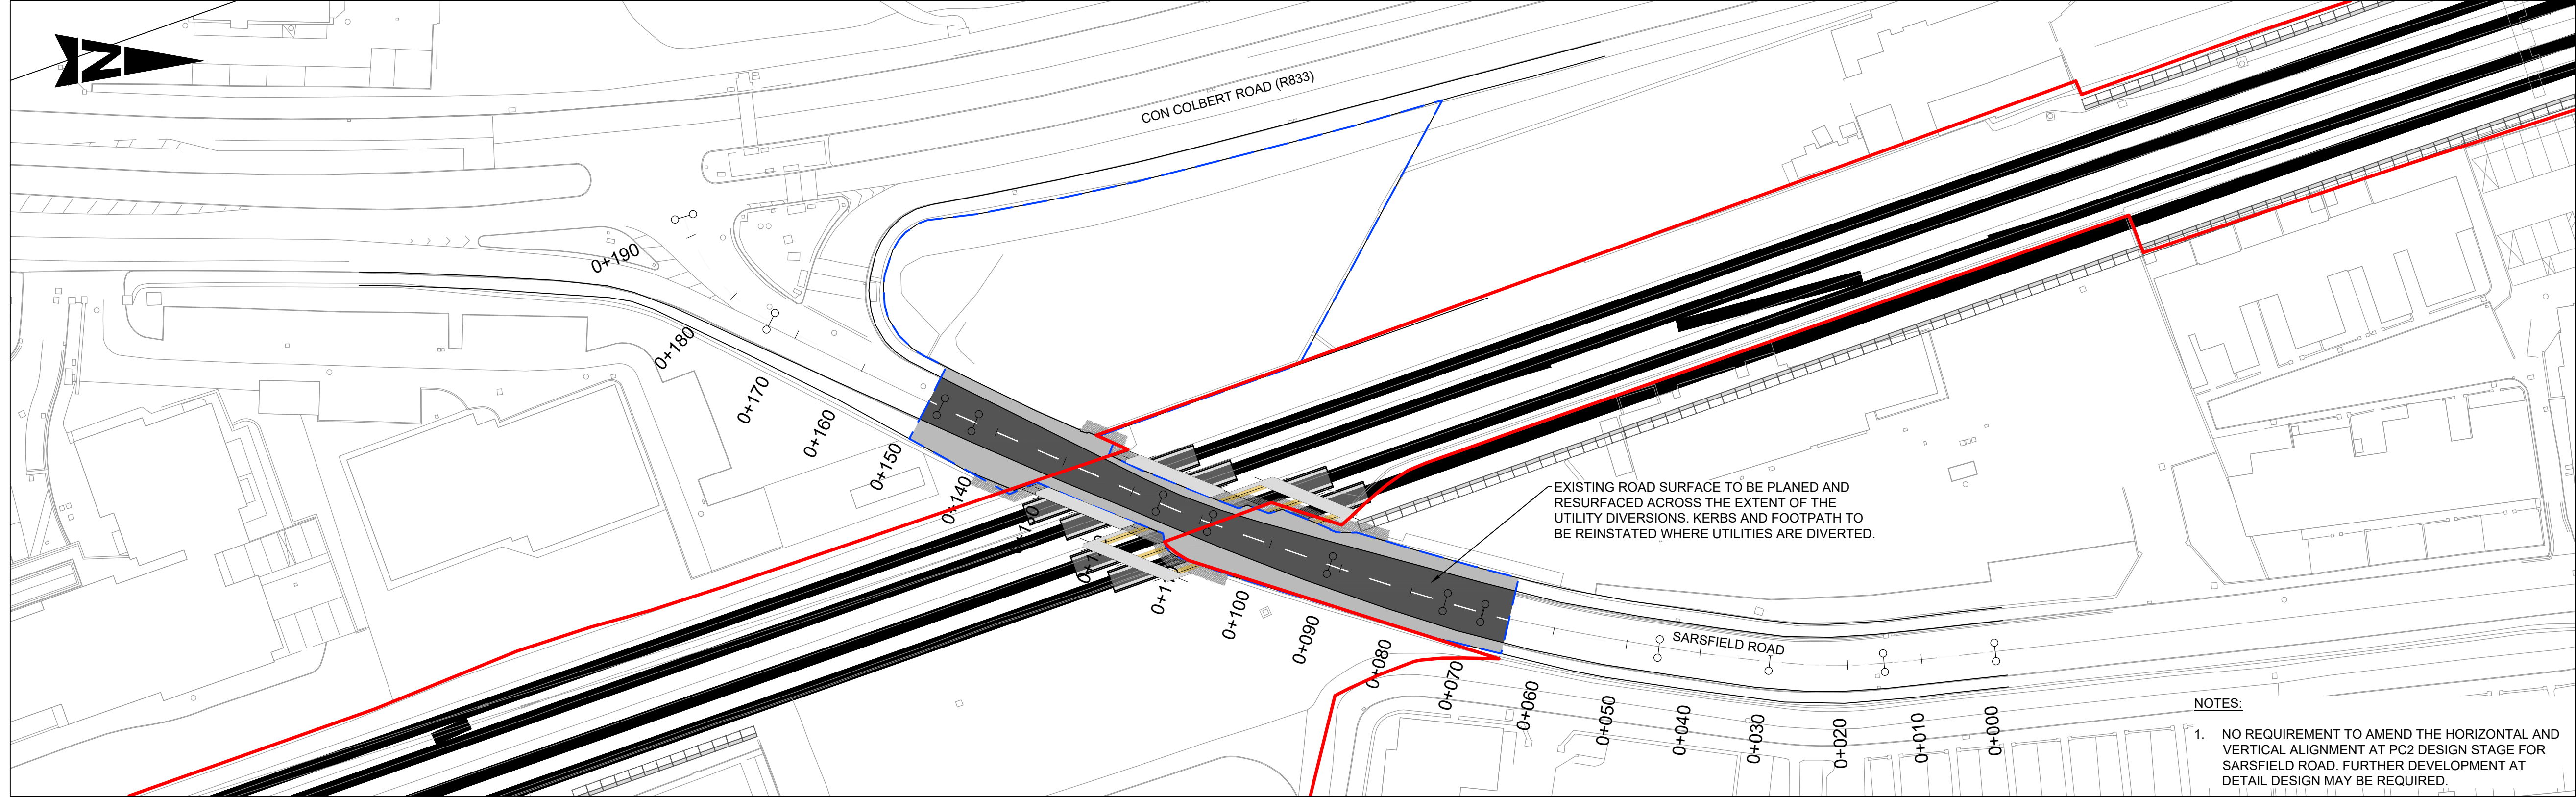 N
CON COLBERT ROAD (R833)
0+190
0+180
0+170
0+160
0+150
0+140
0+100
0+090
0+080
0+070
0+060
0+050
0+040
0+030
0+020
0+010
0+000
EXISTING ROAD SURFACE TO BE PLANED AND
RESURFACED ACROSS THE EXTENT OF THE
UTILITY DIVERSIONS. KERBS AND FOOTPATH TO
BE REINSTATED WHERE UTILITIES ARE DIVERTED.
SARSFIELD ROAD
NOTES:
1. NO REQUIREMENT TO AMEND THE HORIZONTAL AND
VERTICAL ALIGNMENT AT PC2 DESIGN STAGE FOR
SARSFIELD ROAD. FURTHER DEVELOPMENT AT
DETAIL DESIGN MAY BE REQUIRED.